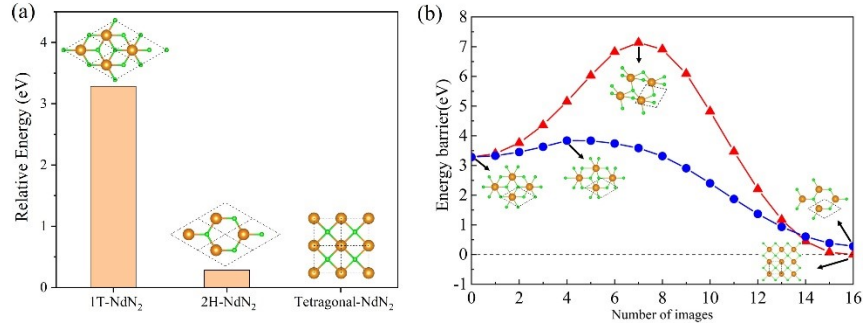 (a)
Relative Energy (eV)
4
3
2
1
0
1T-NdN₂
2H-NdN₂
Tetragonal-NdN₂
(b)
Energy barrier(eV)
8
7
6
5
4
3
2
1
0
-1
0 2 4 6 8 10 12 14 16
Number of images